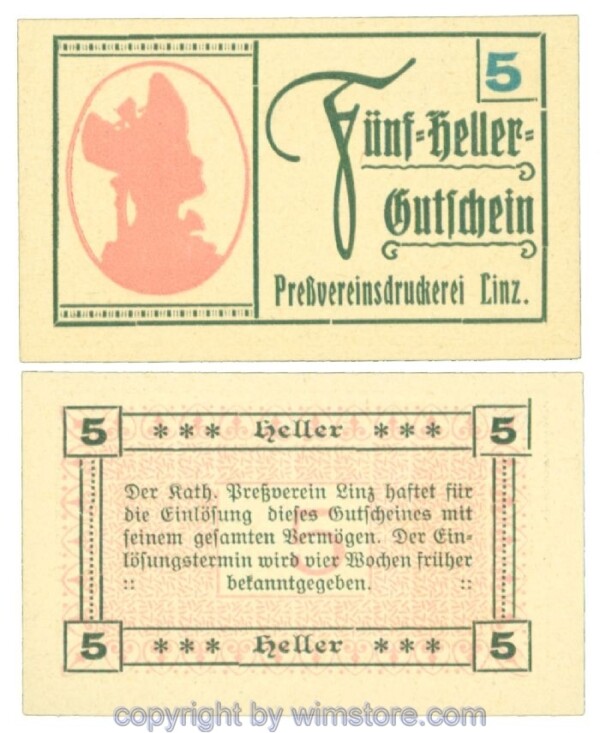 5
Fünf=Heller=
Gutschein
Preßvereinsdruckerei Linz.
5 *** Heller *** 5
Der Kath. Preßverein Linz haftet für
die Einlösung dieses Gutscheines mit
seinem gesamten Vermögen. Der Ein-
lösungstermin wird vier Wochen früher
:: bekanntgegeben. ::
5
5 *** Heller *** 5
copyright by wimstore.com